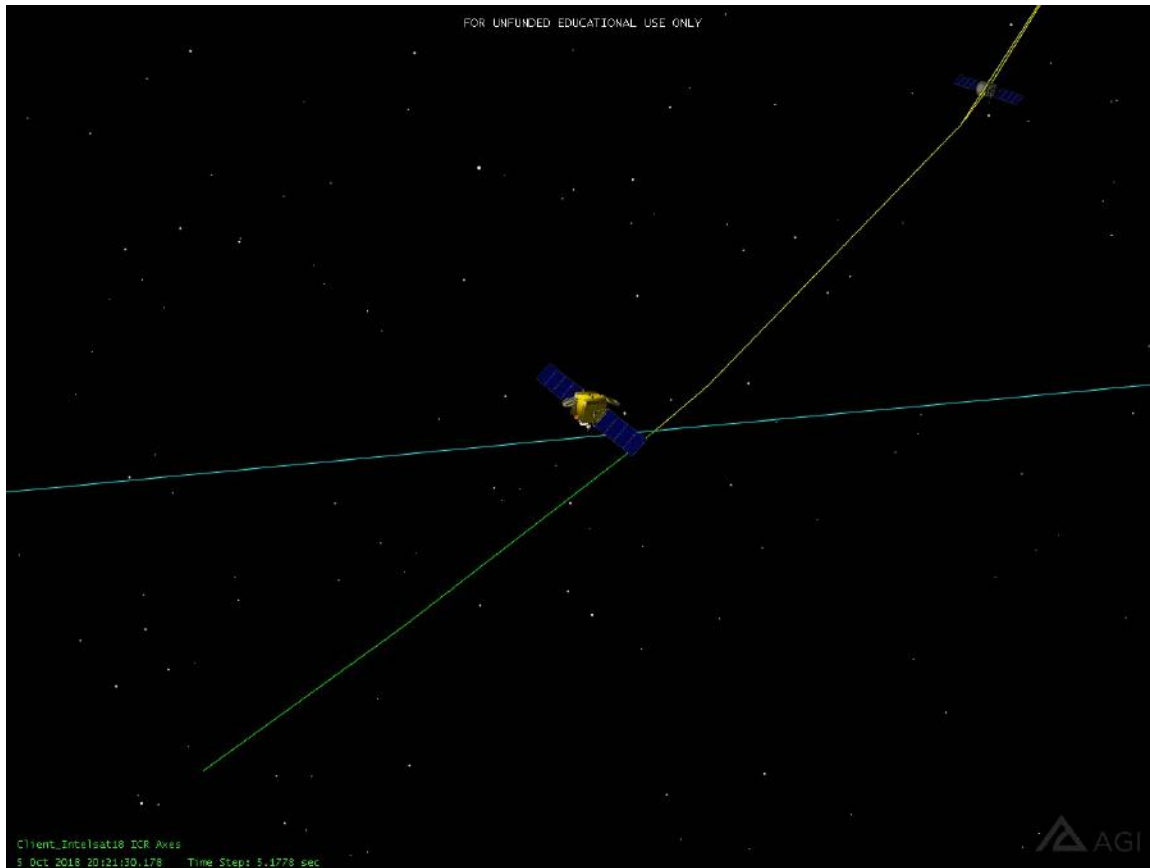 FOR UNFUNDED EDUCATIONAL USE ONLY
AGI
Client_Intelsat18 ICR Axes
5 Oct 2018 20:21:30.178 Time Step: 5.1778 sec